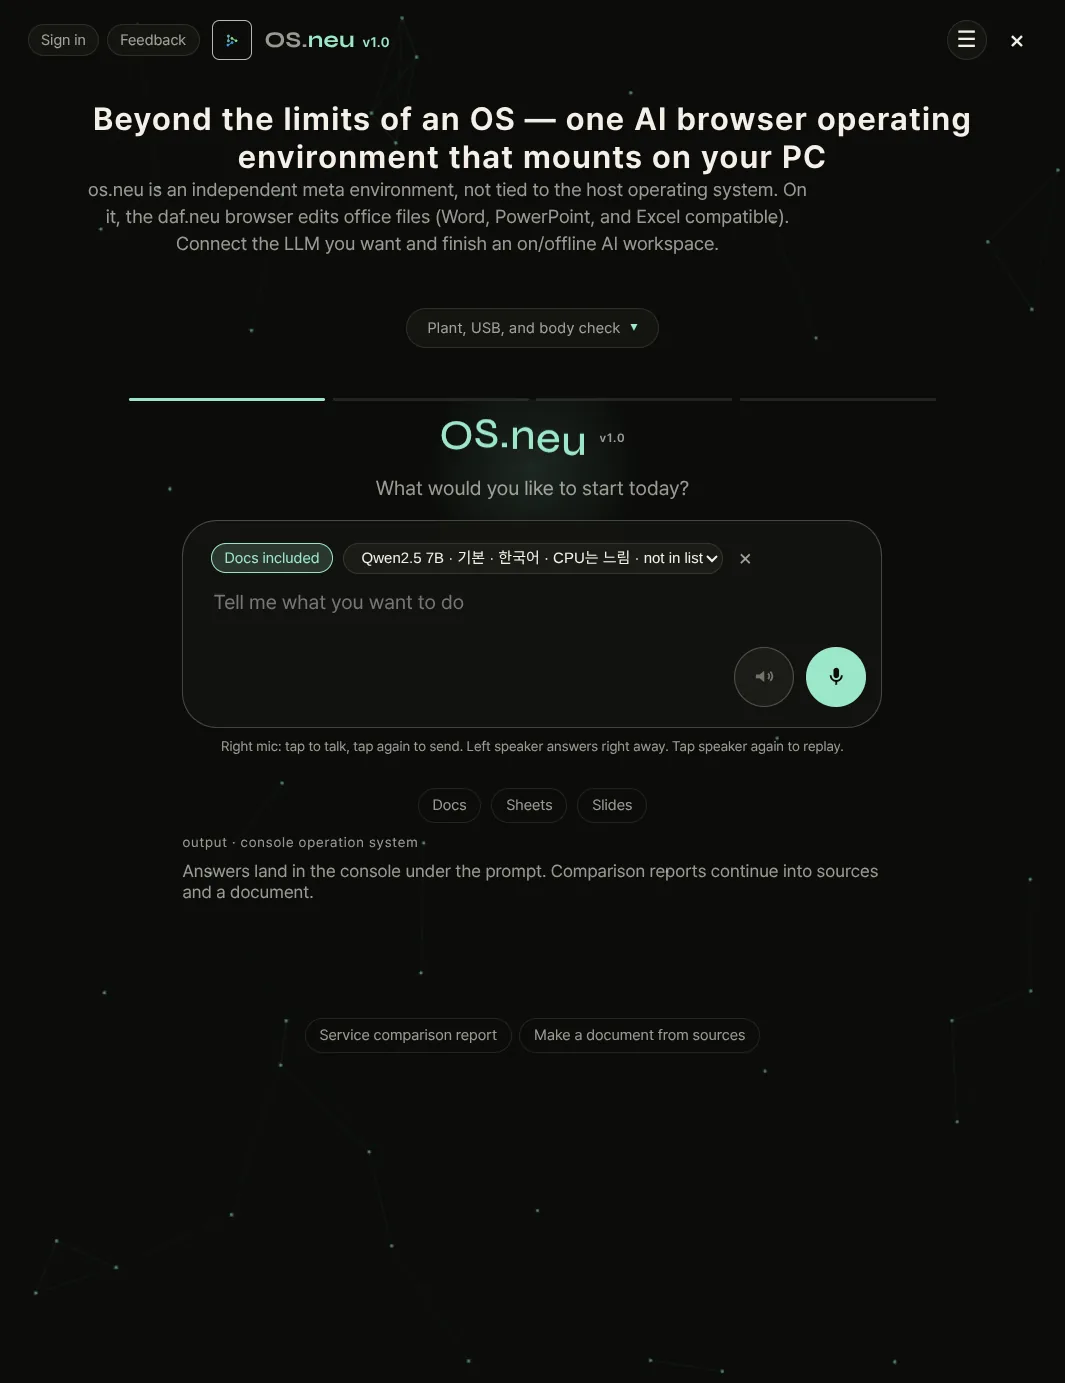 Sign in
Feedback
OS.neu v1.0
☰
×
Beyond the limits of an OS — one AI browser operating
environment that mounts on your PC
os.neu is an independent meta environment, not tied to the host operating system. On
it, the daf.neu browser edits office files (Word, PowerPoint, and Excel compatible).
Connect the LLM you want and finish an on/offline AI workspace.
Plant, USB, and body check ▼
OS.neu v1.0
What would you like to start today?
Docs included
Qwen2.5 7B · 기본 · 한국어 · CPU는 느림 · not in list
×
Tell me what you want to do
Right mic: tap to talk, tap again to send. Left speaker answers right away. Tap speaker again to replay.
Docs
Sheets
Slides
output · console operation system
Answers land in the console under the prompt. Comparison reports continue into sources
and a document.
Service comparison report
Make a document from sources